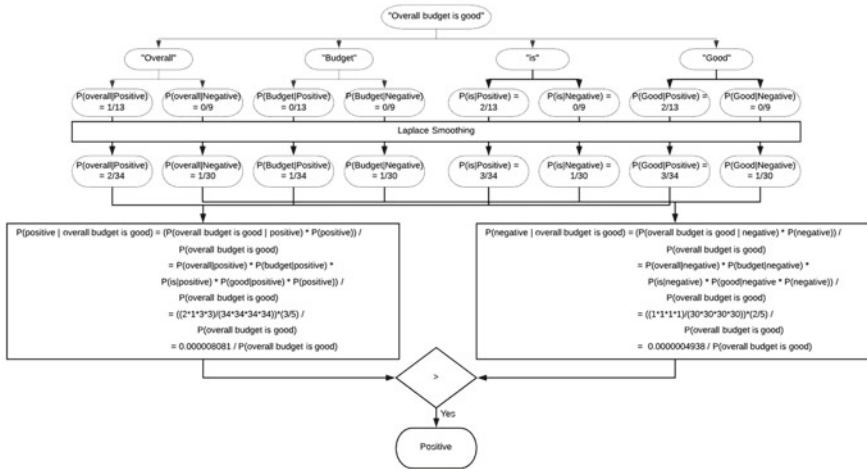 "Overall budget is good"
"Overall"
"Budget"
"is"
"Good"
P(overall|Positive)
= 1/13
P(overall|Negative)
= 0/9
P(Budget|Positive)
= 0/13
P(Budget|Negative)
= 0/9
P(is|Positive) =
2/13
P(is|Negative) =
0/9
P(Good|Positive) =
2/13
P(Good|Negative)
= 0/9
Laplace Smoothing
P(overall|Positive)
= 2/34
P(overall|Negative)
= 1/30
P(Budget|Positive)
= 1/34
P(Budget|Negative)
= 1/30
P(is|Positive) =
3/34
P(is|Negative) =
1/30
P(Good|Positive) =
3/34
P(Good|Negative)
= 1/30
P(positive | overall budget is good) = (P(overall budget is good | positive) * P(positive)) /
P(overall budget is good)
= P(overall|positive) * P(budget|positive) *
P(is|positive) * P(good|positive) * P(positive)) /
P(overall budget is good)
= ((2*1*3*3)/(34*34*34*34))*(3/5) /
P(overall budget is good)
= 0.000008081 / P(overall budget is good)
P(negative | overall budget is good) = (P(overall budget is good | negative) * P(negative)) /
P(overall budget is good)
= P(overall|negative) * P(budget|negative) *
P(is|negative) * P(good|negative * P(negative)) /
P(overall budget is good)
= ((1*1*1*1)/(30*30*30*30))*(2/5) /
P(overall budget is good)
= 0.0000004938 / P(overall budget is good)
>
Yes
Positive